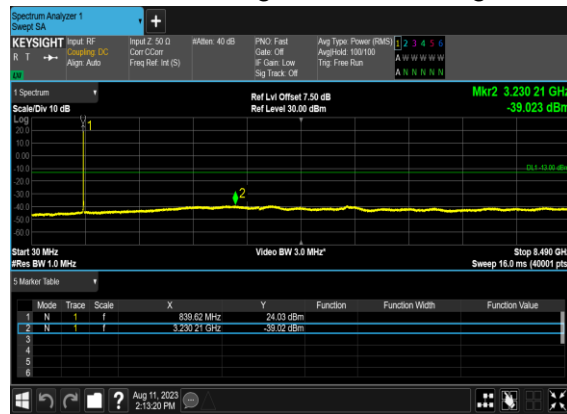 Spectrum Analyzer 1
Swept SA
+
KEYSIGHT Input: RF Input Z: 50 Ω #Atten: 40 dB PNO: Fast Avg Type: Power (RMS) 1 2 3 4 5 6
R T Coupling: DC Corr CCorr Gate: Off Avg|Hold: 100/100 A W W W W W
Align: Auto Freq Ref: Int (S) IF Gain: Low Trig: Free Run
Sig Track: Off A N N N N N
1 Spectrum Ref Lvl Offset 7.50 dB Mkr2 3.230 21 GHz
Scale/Div 10 dB Ref Level 30.00 dBm -39.023 dBm
Log
1
20.0
10.0
0.00
-10.0 DL1 -13.00 dBm
-20.0
-30.0
2
-40.0
-50.0
-60.0
Start 30 MHz Video BW 3.0 MHz* Stop 8.490 GHz
#Res BW 1.0 MHz Sweep 16.0 ms (40001 pts)
5 Marker Table
Mode Trace Scale X Y Function Function Width Function Value
1 N 1 f 839.62 MHz 24.03 dBm
2 N 1 f 3.230 21 GHz -39.02 dBm
3
4
5
6
? Aug 11, 2023
2:13:20 PM